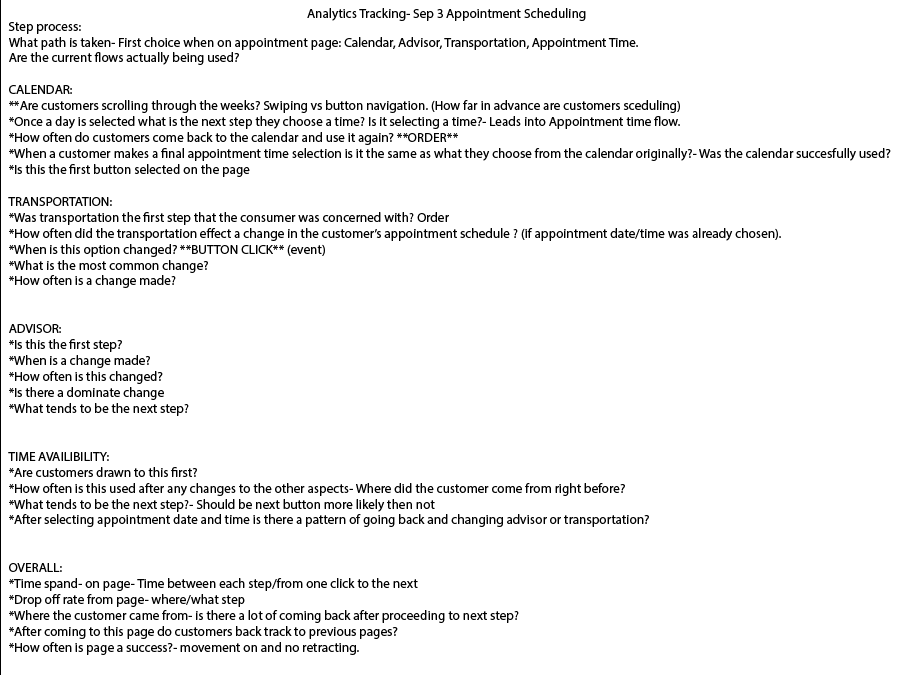 Analytics Tracking- Sep 3 Appointment Scheduling
Step process:
What path is taken- First choice when on appointment page: Calendar, Advisor, Transportation, Appointment Time.
Are the current flows actually being used?
CALENDAR:
**Are customers scrolling through the weeks? Swiping vs button navigation. (How far in advance are customers sceduling)
*Once a day is selected what is the next step they choose a time? Is it selecting a time?- Leads into Appointment time flow.
*How often do customers come back to the calendar and use it again? **ORDER**
*When a customer makes a final appointment time selection is it the same as what they choose from the calendar originally?- Was the calendar succesfully used?
*Is this the first button selected on the page
TRANSPORTATION:
*Was transportation the first step that the consumer was concerned with? Order
*How often did the transportation effect a change in the customer's appointment schedule ? (if appointment date/time was already chosen).
*When is this option changed? **BUTTON CLICK** (event)
*What is the most common change?
*How often is a change made?
ADVISOR:
*Is this the first step?
*When is a change made?
*How often is this changed?
*Is there a dominate change
*What tends to be the next step?
TIME AVAILIBILITY:
*Are customers drawn to this first?
*How often is this used after any changes to the other aspects- Where did the customer come from right before?
*What tends to be the next step?- Should be next button more likely then not
*After selecting appointment date and time is there a pattern of going back and changing advisor or transportation?
OVERALL:
*Time spand- on page- Time between each step/from one click to the next
*Drop off rate from page- where/what step
*Where the customer came from- is there a lot of coming back after proceeding to next step?
*After coming to this page do customers back track to previous pages?
*How often is page a success?- movement on and no retracting.